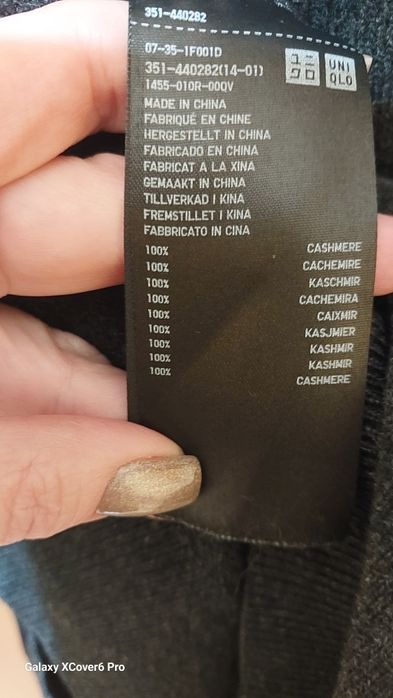 351-440282
07-35-1F001D
351-440282(14-01)
1455-010R-00QV
ユニクロ
UNIQLO
MADE IN CHINA
FABRIQUÉ EN CHINE
HERGESTELLT IN CHINA
FABRICADO EN CHINA
FABRICAT A LA XINA
GEMAAKT IN CHINA
TILLVERKAD I KINA
FREMSTILLET I KINA
FABBRICATO IN CINA
100% CASHMERE
100% CACHEMIRE
100% KASCHMIR
100% CACHEMIRA
100% CAIXMIR
100% KASJMIER
100% KASHMIR
100% KASHMIR
100% CASHMERE
Galaxy XCover6 Pro